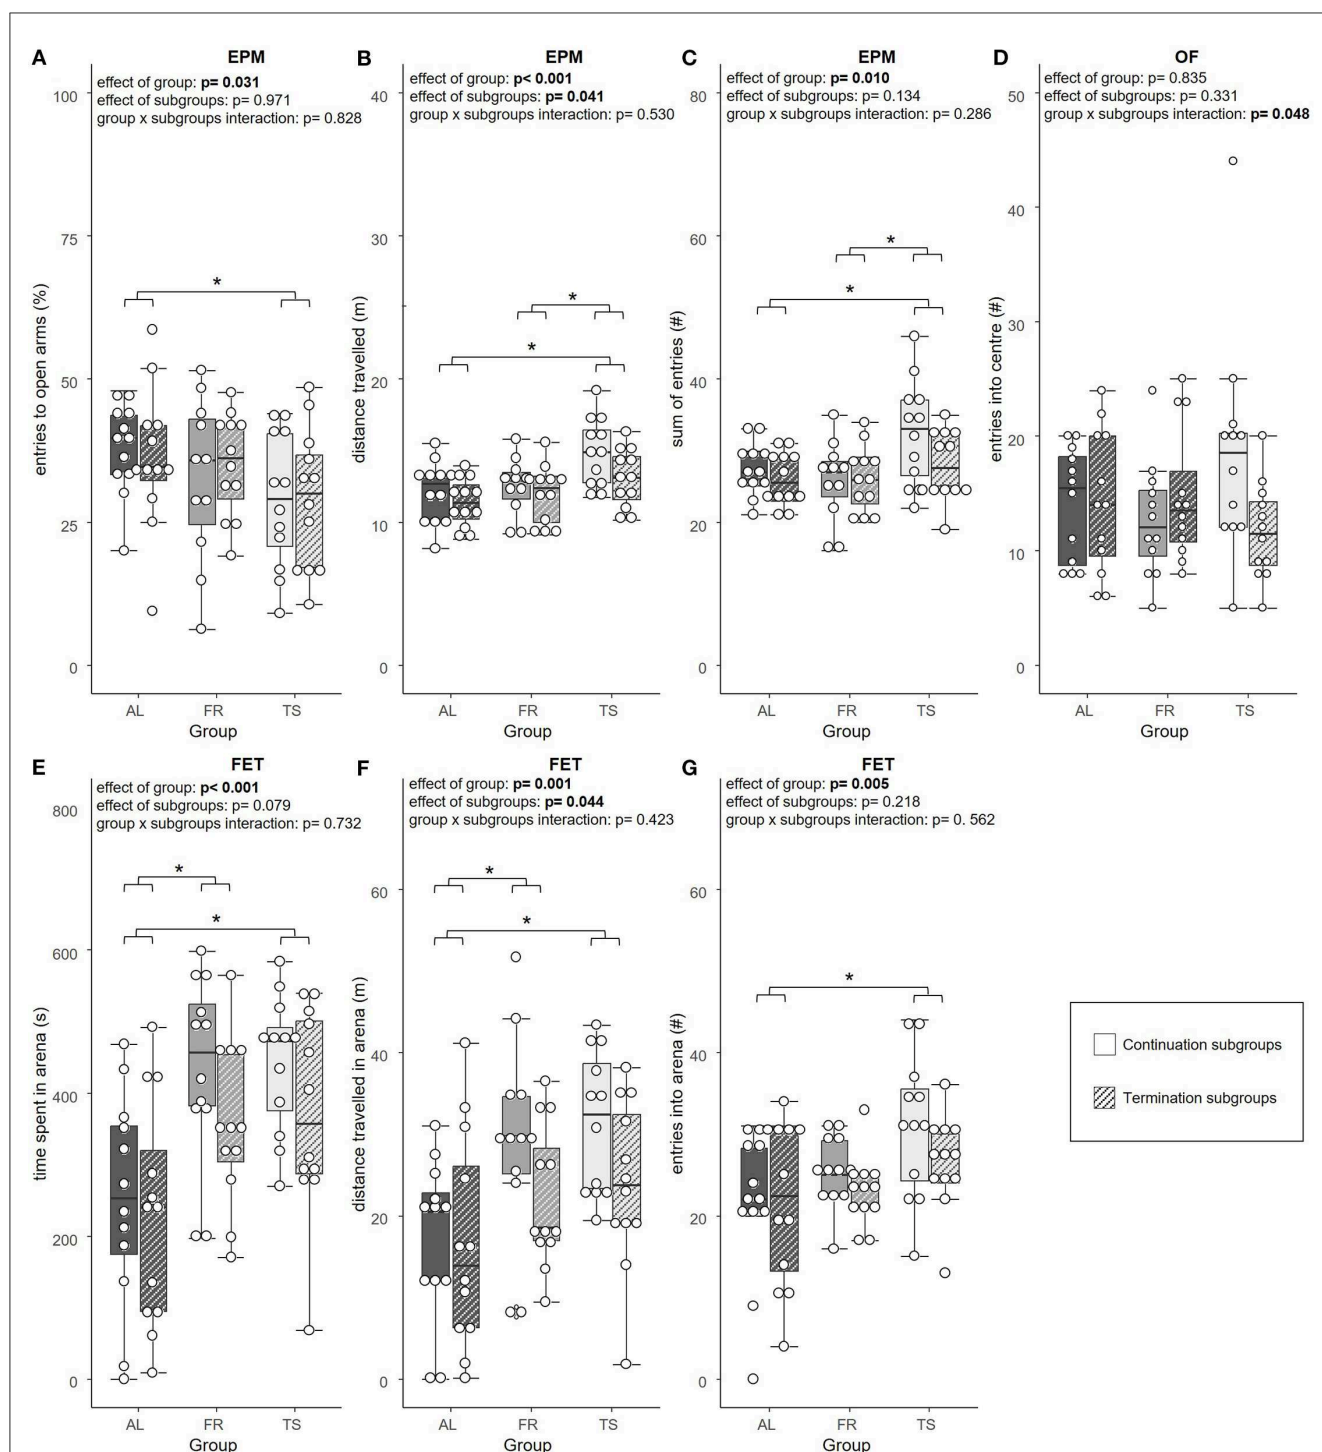 A
EPM
effect of group: p= 0.031
effect of subgroups: p= 0.971
group x subgroups interaction: p= 0.828
entries to open arms (%)
100
75
50
25
0
AL
FR
TS
Group
B
EPM
effect of group: p< 0.001
effect of subgroups: p= 0.041
group x subgroups interaction: p= 0.530
distance travelled (m)
40
30
20
10
0
*
*
AL
FR
TS
Group
C
EPM
effect of group: p= 0.010
effect of subgroups: p= 0.134
group x subgroups interaction: p= 0.286
sum of entries (#)
80
60
40
20
0
*
*
AL
FR
TS
Group
D
OF
effect of group: p= 0.835
effect of subgroups: p= 0.331
group x subgroups interaction: p= 0.048
entries into centre (#)
50
40
30
20
10
0
AL
FR
TS
Group
E
FET
effect of group: p< 0.001
effect of subgroups: p= 0.079
group x subgroups interaction: p= 0.732
time spent in arena (s)
800
600
400
200
0
*
*
AL
FR
TS
Group
F
FET
effect of group: p= 0.001
effect of subgroups: p= 0.044
group x subgroups interaction: p= 0.423
distance travelled in arena (m)
60
40
20
0
*
*
AL
FR
TS
Group
G
FET
effect of group: p= 0.005
effect of subgroups: p= 0.218
group x subgroups interaction: p= 0. 562
entries into arena (#)
60
40
20
0
*
AL
FR
TS
Group
Continuation subgroups
Termination subgroups